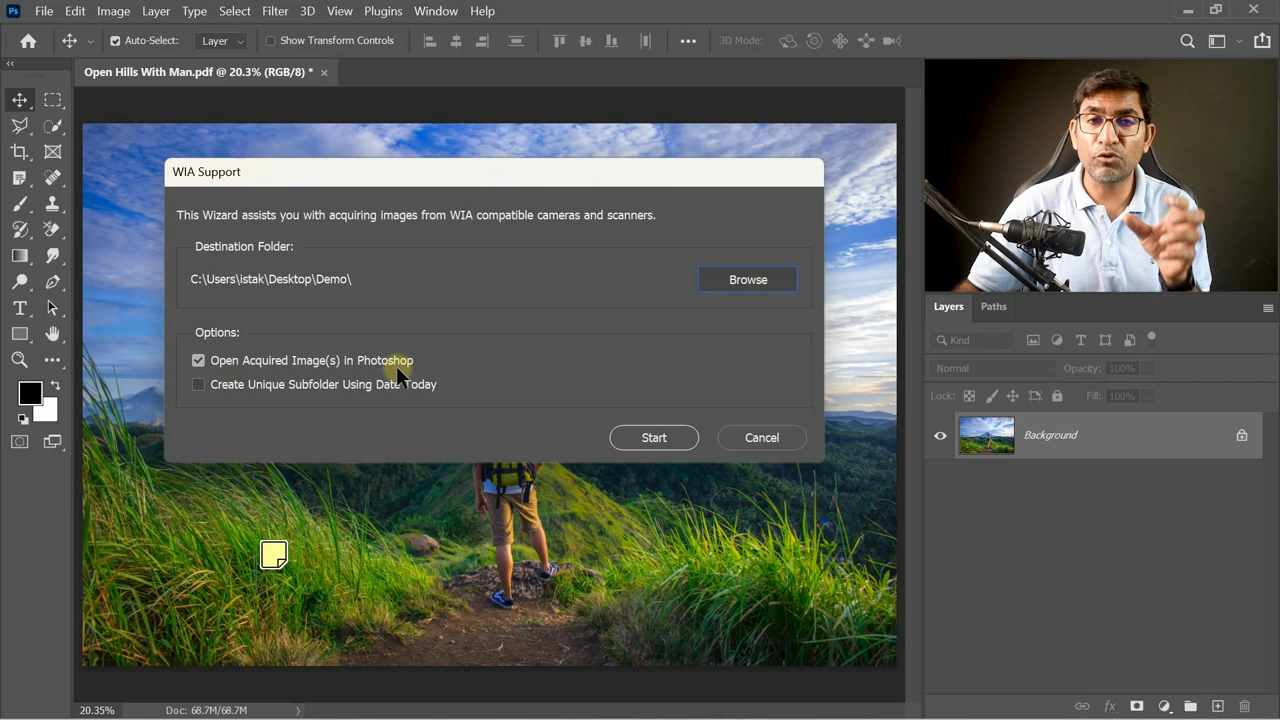 Ps File Edit Image Layer Type Select Filter 3D View Plugins Window Help
Auto-Select: Layer Show Transform Controls 3D Mode:
Open Hills With Man.pdf @ 20.3% (RGB/8) *
WIA Support
This Wizard assists you with acquiring images from WIA compatible cameras and scanners.
Destination Folder:
C:\Users\istak\Desktop\Demo\
Browse
Options:
Open Acquired Image(s) in Photoshop
Create Unique Subfolder Using Date Today
Start Cancel
Layers Paths
Kind
Normal Opacity: 100%
Lock: Fill: 100%
Background
20.35% Doc: 68.7M/68.7M